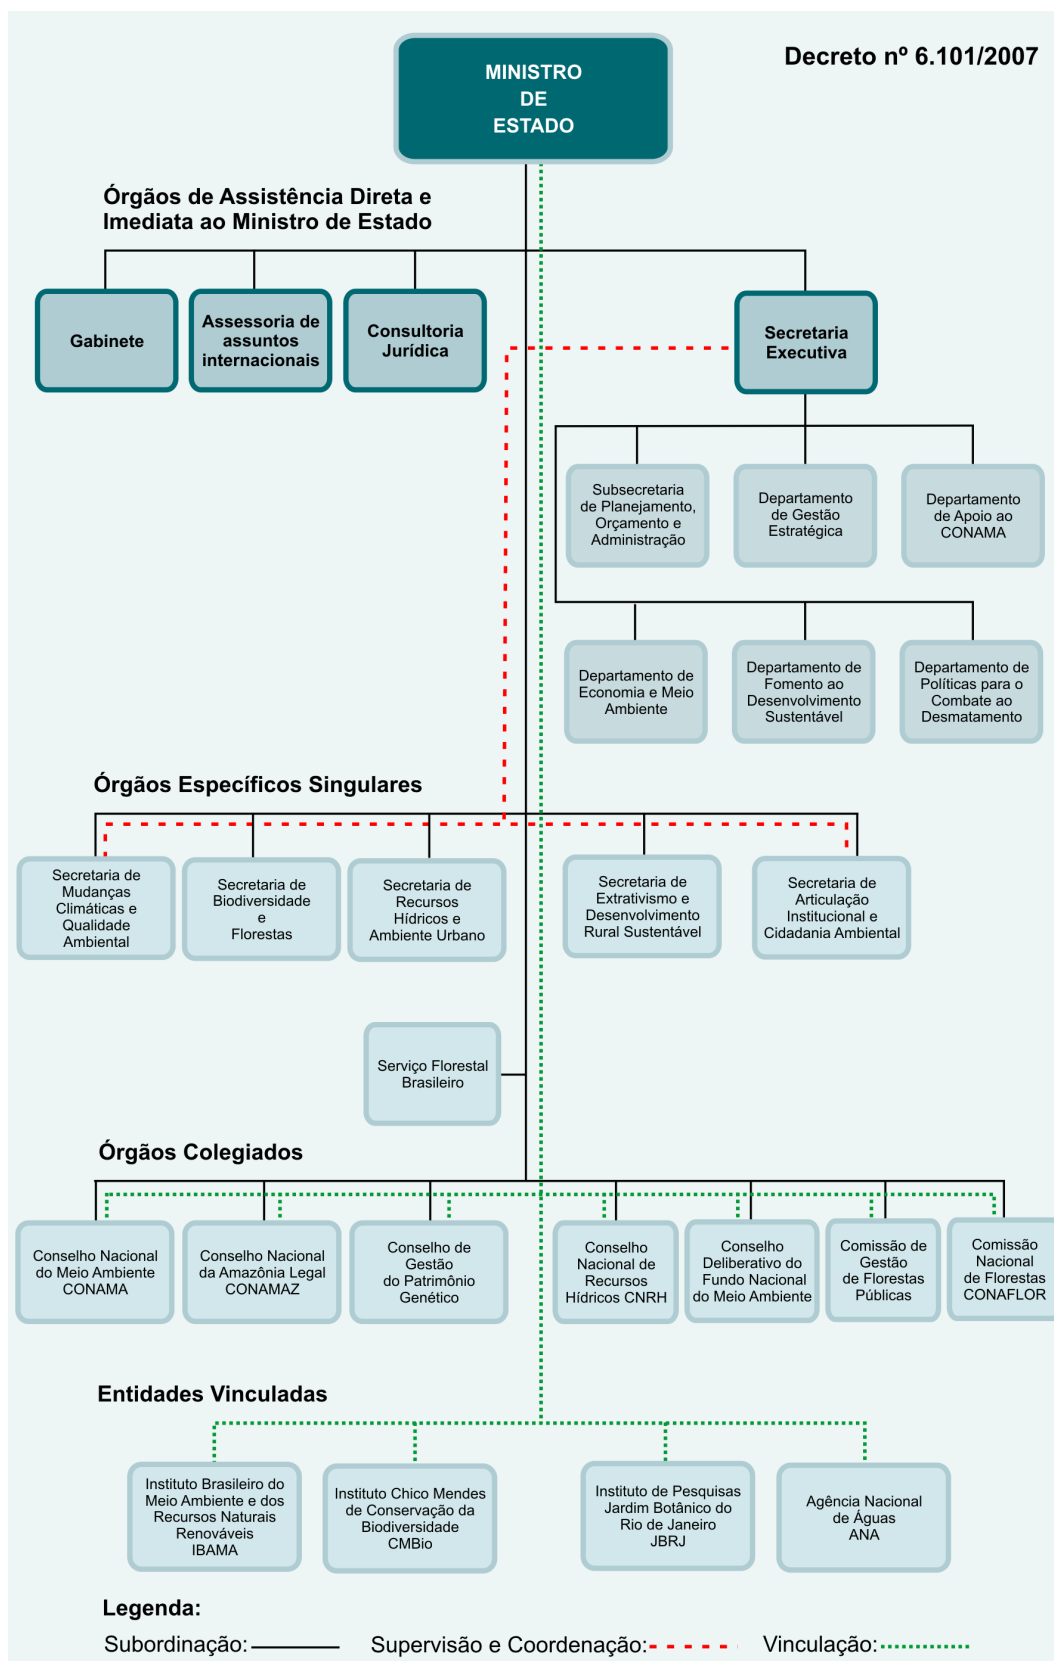 Decreto nº 6.101/2007
MINISTRO
DE
ESTADO
Órgãos de Assistência Direta e
Imediata ao Ministro de Estado
Gabinete
Assessoria de
assuntos
internacionais
Consultoria
Jurídica
Secretaria
Executiva
Subsecretaria
de Planejamento,
Orçamento e
Administração
Departamento
de Gestão
Estratégica
Departamento
de Apoio ao
CONAMA
Departamento de
Economia e Meio
Ambiente
Departamento de
Fomento ao
Desenvolvimento
Sustentável
Departamento de
Políticas para o
Combate ao
Desmatamento
Órgãos Específicos Singulares
Secretaria de
Mudanças
Climáticas e
Qualidade
Ambiental
Secretaria de
Biodiversidade
e
Florestas
Secretaria de
Recursos
Hídricos e
Ambiente Urbano
Secretaria de
Extrativismo e
Desenvolvimento
Rural Sustentável
Secretaria de
Articulação
Institucional e
Cidadania Ambiental
Serviço Florestal
Brasileiro
Órgãos Colegiados
Conselho Nacional
do Meio Ambiente
CONAMA
Conselho Nacional
da Amazônia Legal
CONAMAZ
Conselho de
Gestão
do Patrimônio
Genético
Conselho
Nacional de
Recursos
Hídricos CNRH
Conselho
Deliberativo do
Fundo Nacional
do Meio Ambiente
Comissão de
Gestão
de Florestas
Públicas
Comissão
Nacional
de Florestas
CONAFLOR
Entidades Vinculadas
Instituto Brasileiro do
Meio Ambiente e dos
Recursos Naturais
Renováveis
IBAMA
Instituto Chico Mendes
de Conservação da
Biodiversidade
CMBio
Instituto de Pesquisas
Jardim Botânico do
Rio de Janeiro
JBRJ
Agência Nacional
de Águas
ANA
Legenda:
Subordinação:
Supervisão e Coordenação:
Vinculação: